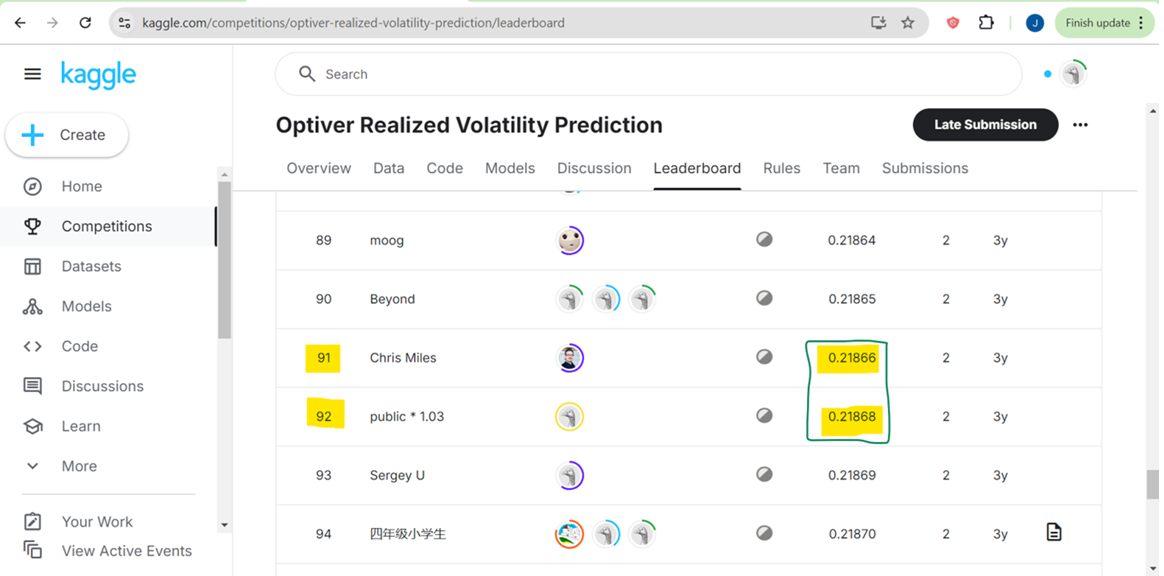 kaggle.com/competitions/optiver-realized-volatility-prediction/leaderboard
J
Finish update
kaggle
Search
Create
Optiver Realized Volatility Prediction
Late Submission
Overview Data Code Models Discussion Leaderboard Rules Team Submissions
Home
Competitions
Datasets
Models
Code
Discussions
Learn
More
Your Work
View Active Events
89 moog 0.21864 2 3y
90 Beyond 0.21865 2 3y
91 Chris Miles 0.21866 2 3y
92 public * 1.03 0.21868 2 3y
93 Sergey U 0.21869 2 3y
94 四年级小学生 0.21870 2 3y